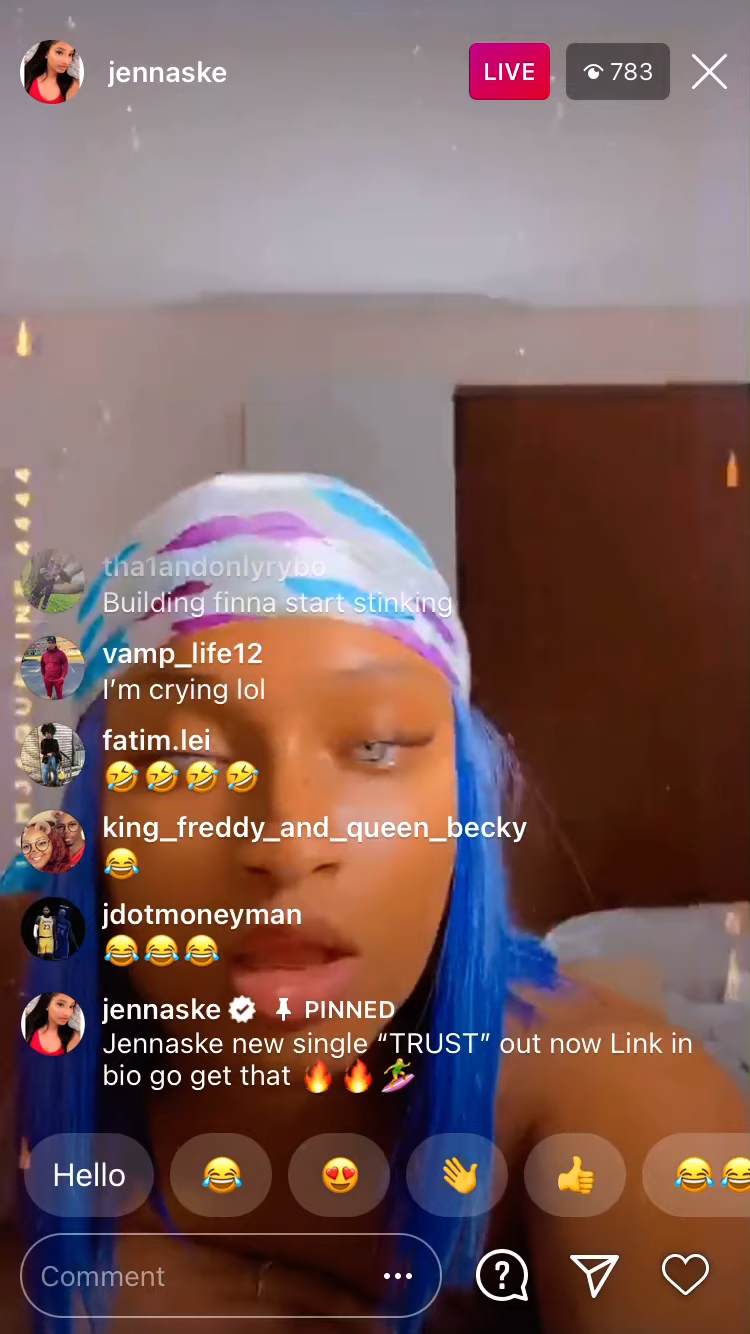 jennaske
LIVE
783
tha1andonlyrybo
Building finna start stinking
vamp_life12
I'm crying lol
fatim.lei
🤣🤣🤣🤣
king_freddy_and_queen_becky
😂
jdotmoneyman
😂😂😂
jennaske PINNED
Jennaske new single “TRUST” out now Link in
bio go get that 🔥🔥🏄‍♀️
Hello 😂 😍 👋 👍 😂😂
Comment